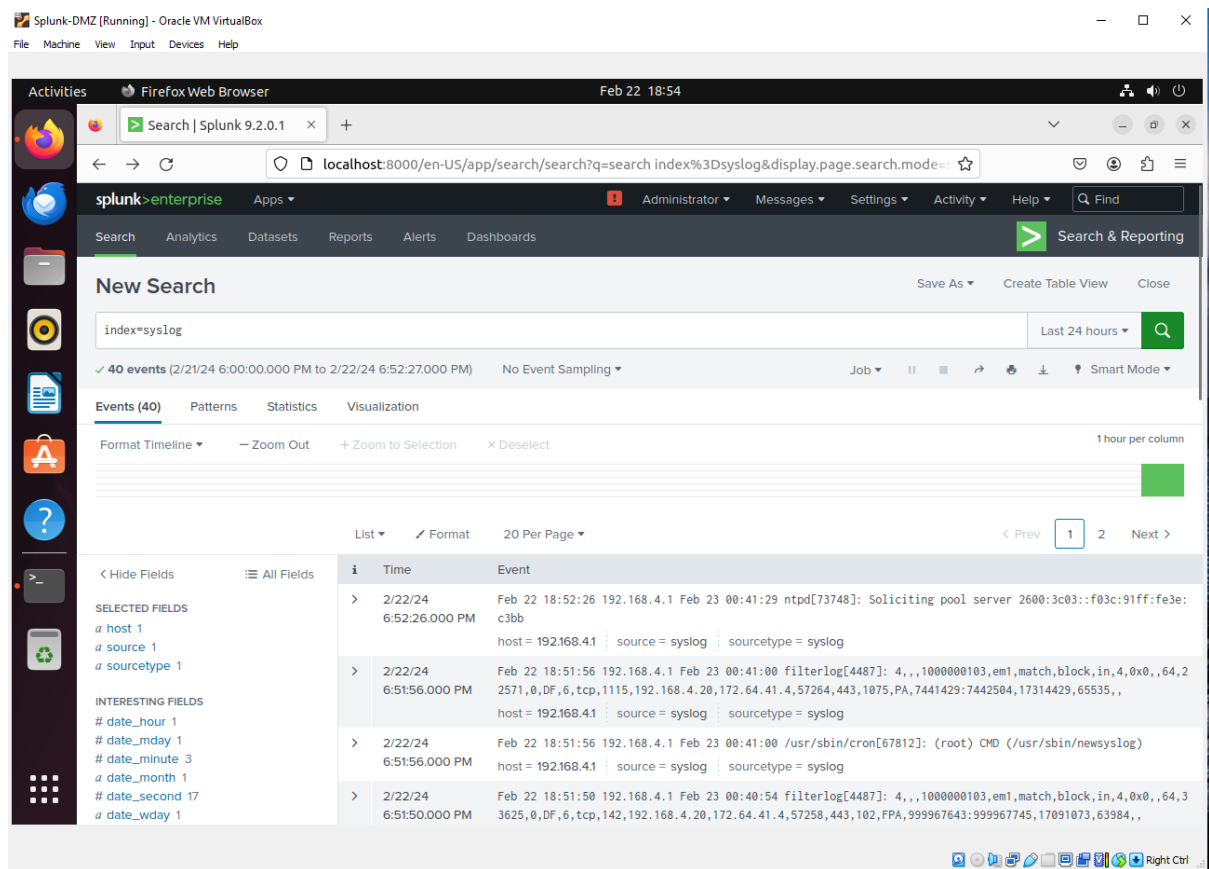 Splunk-DMZ [Running] - Oracle VM VirtualBox
File Machine View Input Devices Help
Activities Firefox Web Browser Feb 22 18:54
Search | Splunk 9.2.0.1
localhost:8000/en-US/app/search/search?q=search index%3Dsyslog&display.page.search.mode=
splunk>enterprise Apps Administrator Messages Settings Activity Help Find
Search Analytics Datasets Reports Alerts Dashboards Search & Reporting
New Search Save As Create Table View Close
index=syslog Last 24 hours
40 events (2/21/24 6:00:00.000 PM to 2/22/24 6:52:27.000 PM) No Event Sampling Job Smart Mode
Events (40) Patterns Statistics Visualization
Format Timeline — Zoom Out + Zoom to Selection × Deselect 1 hour per column
List Format 20 Per Page < Prev 1 2 Next >
< Hide Fields All Fields i Time Event
SELECTED FIELDS
a host 1
a source 1
a sourcetype 1
INTERESTING FIELDS
# date_hour 1
# date_mday 1
# date_minute 3
a date_month 1
# date_second 17
a date_wday 1
> 2/22/24
6:52:26.000 PM
Feb 22 18:52:26 192.168.4.1 Feb 23 00:41:29 ntpd[73748]: Soliciting pool server 2600:3c03::f03c:91ff:fe3e:
c3bb
host = 192.168.4.1 source = syslog sourcetype = syslog
> 2/22/24
6:51:56.000 PM
Feb 22 18:51:56 192.168.4.1 Feb 23 00:41:00 filterlog[4487]: 4,,,1000000103,em1,match,block,in,4,0x0,,64,2
2571,0,DF,6,tcp,1115,192.168.4.20,172.64.41.4,57264,443,1075,PA,7441429:7442504,17314429,65535,,
host = 192.168.4.1 source = syslog sourcetype = syslog
> 2/22/24
6:51:56.000 PM
Feb 22 18:51:56 192.168.4.1 Feb 23 00:41:00 /usr/sbin/cron[67812]: (root) CMD (/usr/sbin/newsyslog)
host = 192.168.4.1 source = syslog sourcetype = syslog
> 2/22/24
6:51:50.000 PM
Feb 22 18:51:50 192.168.4.1 Feb 23 00:40:54 filterlog[4487]: 4,,,1000000103,em1,match,block,in,4,0x0,,64,3
3625,0,DF,6,tcp,142,192.168.4.20,172.64.41.4,57258,443,102,FPA,999967643:999967745,17091073,63984,,
Right Ctrl